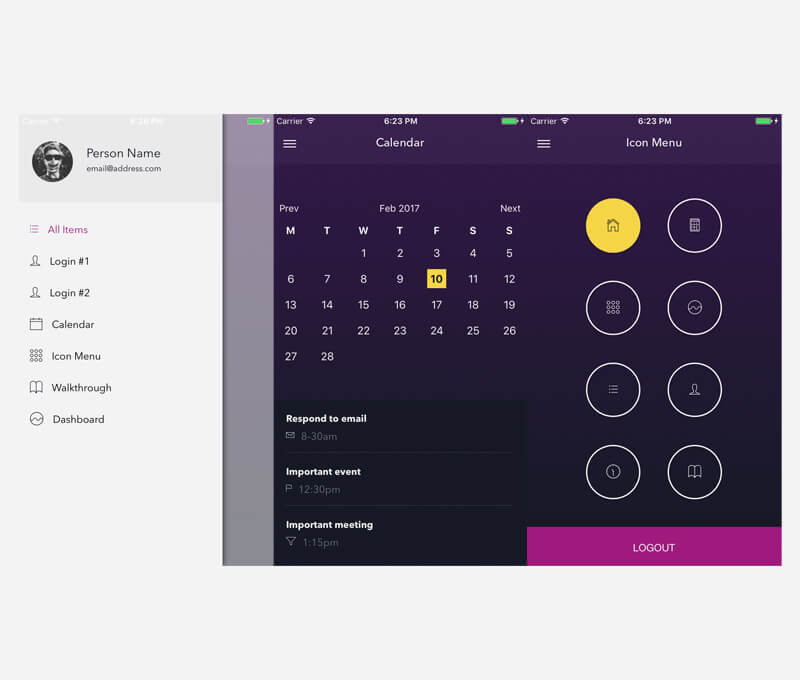 Carrier 6:26 PM
Person Name
email@address.com
All Items
Login #1
Login #2
Calendar
Icon Menu
Walkthrough
Dashboard
Carrier 6:23 PM
Calendar
Prev Feb 2017 Next
M T W T F S S
1 2 3 4 5
6 7 8 9 10 11 12
13 14 15 16 17 18 19
20 21 22 23 24 25 26
27 28
Respond to email
8-30am
Important event
12:30pm
Important meeting
1:15pm
Carrier 6:23 PM
Icon Menu
LOGOUT